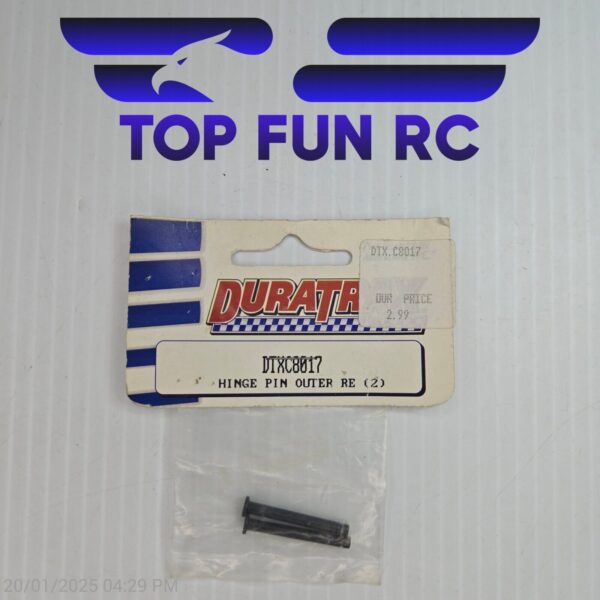 TOP FUN RC
DTX.C8017
OUR PRICE
2.99
DURATR
DTXC8017
HINGE PIN OUTER RE (2)
20/01/2025 04:29 PM